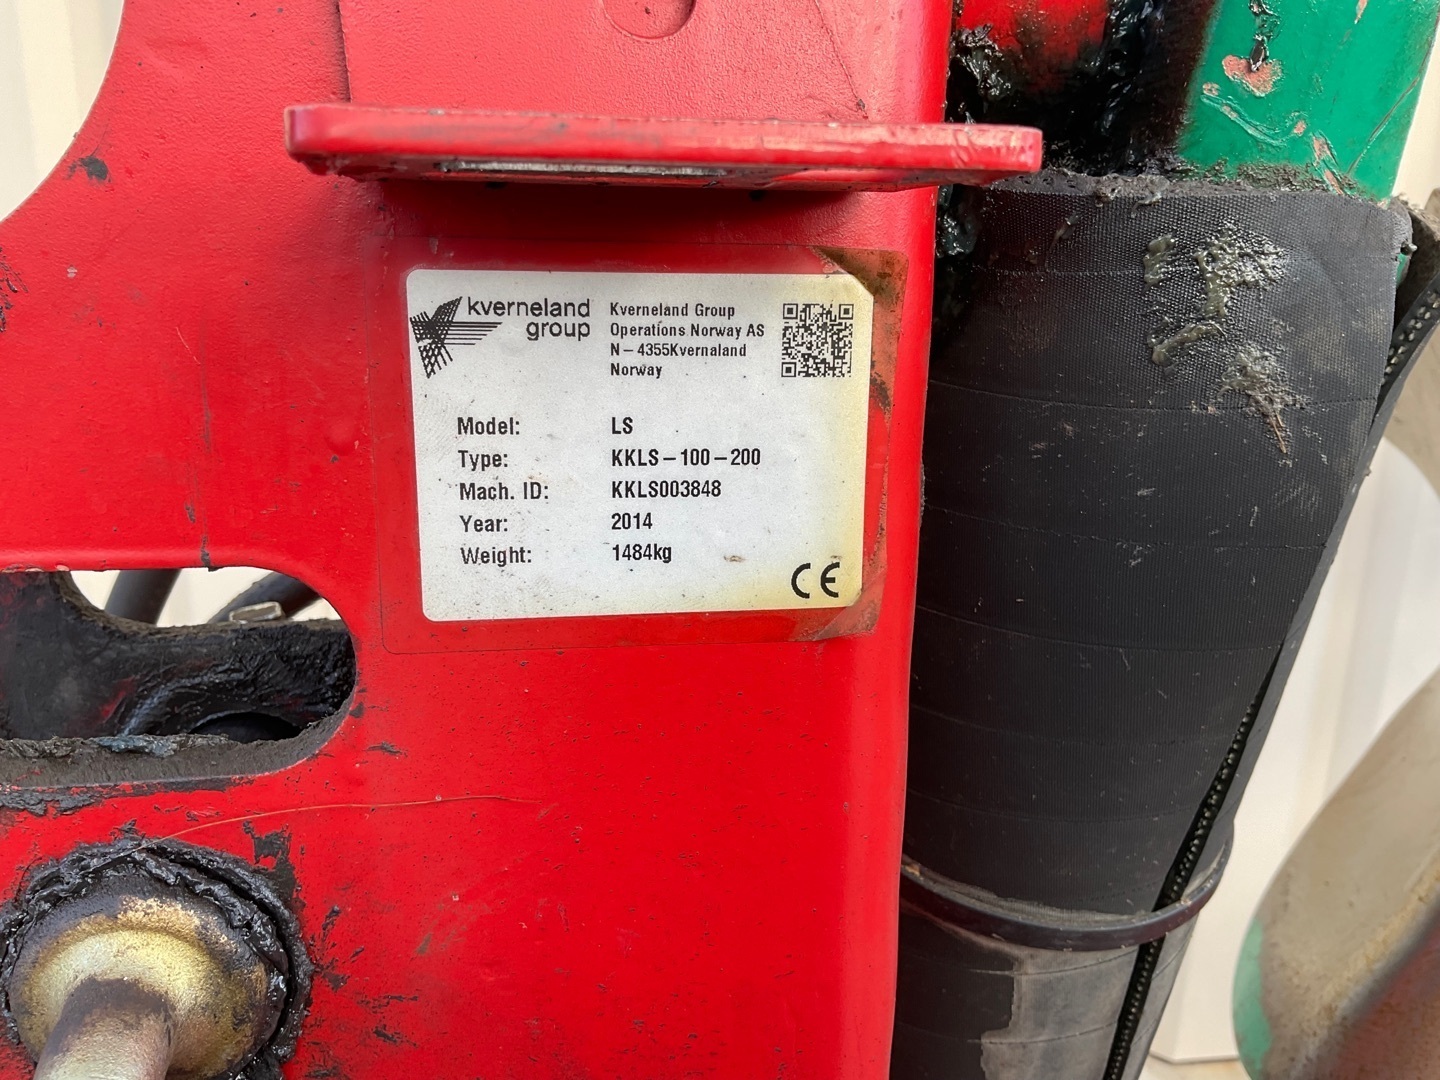 kverneland
group
Kverneland Group
Operations Norway AS
N-4355Kvernaland
Norway
Model: LS
Type: KKLS-100-200
Mach. ID: KKLS003848
Year: 2014
Weight: 1484kg
CE